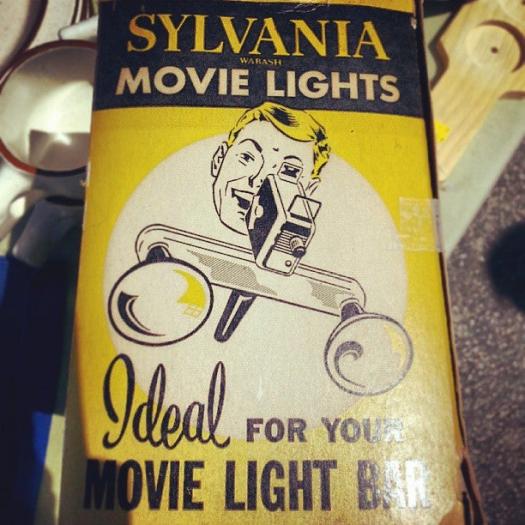 SYLVANIA
WABASH
MOVIE LIGHTS
Ideal FOR YOUR
MOVIE LIGHT BAR